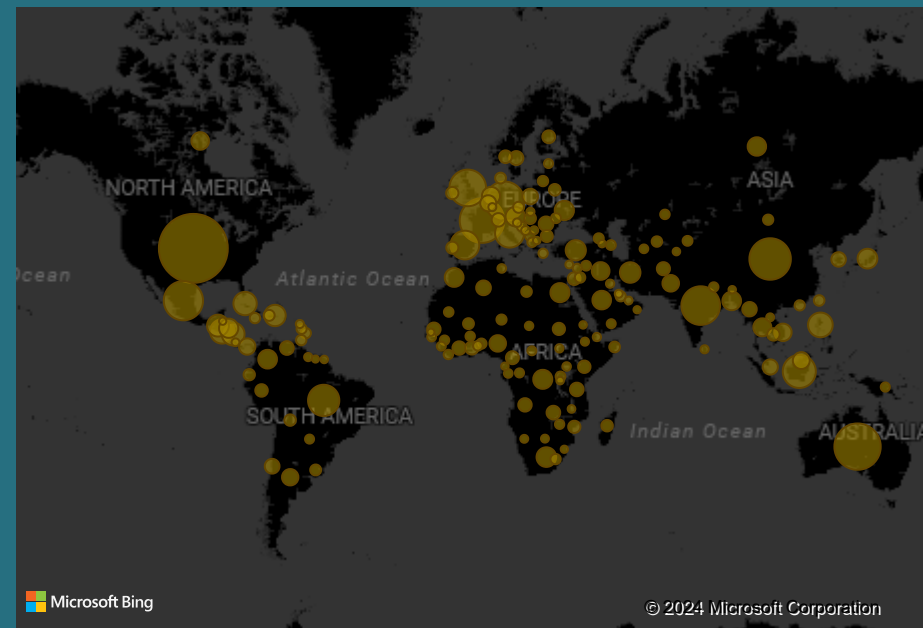 NORTH AMERICA
EUROPE
ASIA
ocean
Atlantic Ocean
AFRICA
SOUTH AMERICA
Indian Ocean
AUSTRALIA
Microsoft Bing
© 2024 Microsoft Corporation